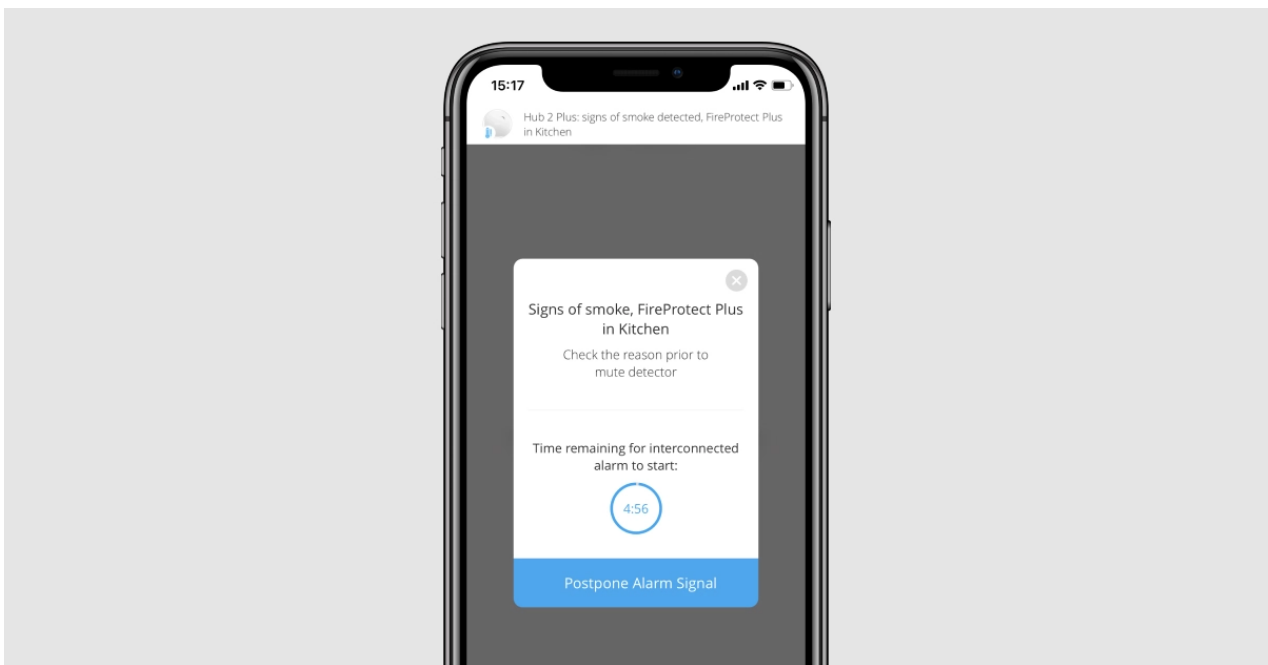 15:17
Hub 2 Plus: signs of smoke detected, FireProtect Plus
in Kitchen
Signs of smoke, FireProtect Plus
in Kitchen
Check the reason prior to
mute detector
Time remaining for interconnected
alarm to start:
4:56
Postpone Alarm Signal